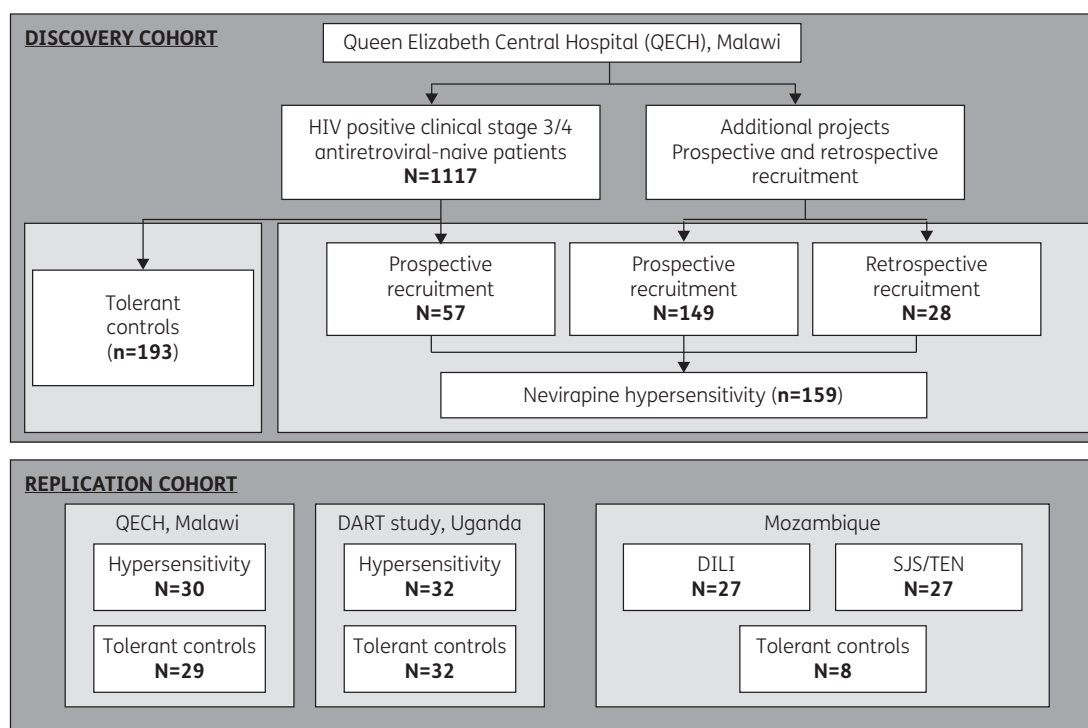 DISCOVERY COHORT
Queen Elizabeth Central Hospital (QECH), Malawi
HIV positive clinical stage 3/4
antiretroviral-naive patients
N=1117
Additional projects
Prospective and retrospective
recruitment
Tolerant
controls
(n=193)
Prospective
recruitment
N=57
Prospective
recruitment
N=149
Retrospective
recruitment
N=28
Nevirapine hypersensitivity (n=159)
REPLICATION COHORT
QECH, Malawi
Hypersensitivity
N=30
Tolerant controls
N=29
DART study, Uganda
Hypersensitivity
N=32
Tolerant controls
N=32
Mozambique
DILI
N=27
SJS/TEN
N=27
Tolerant controls
N=8